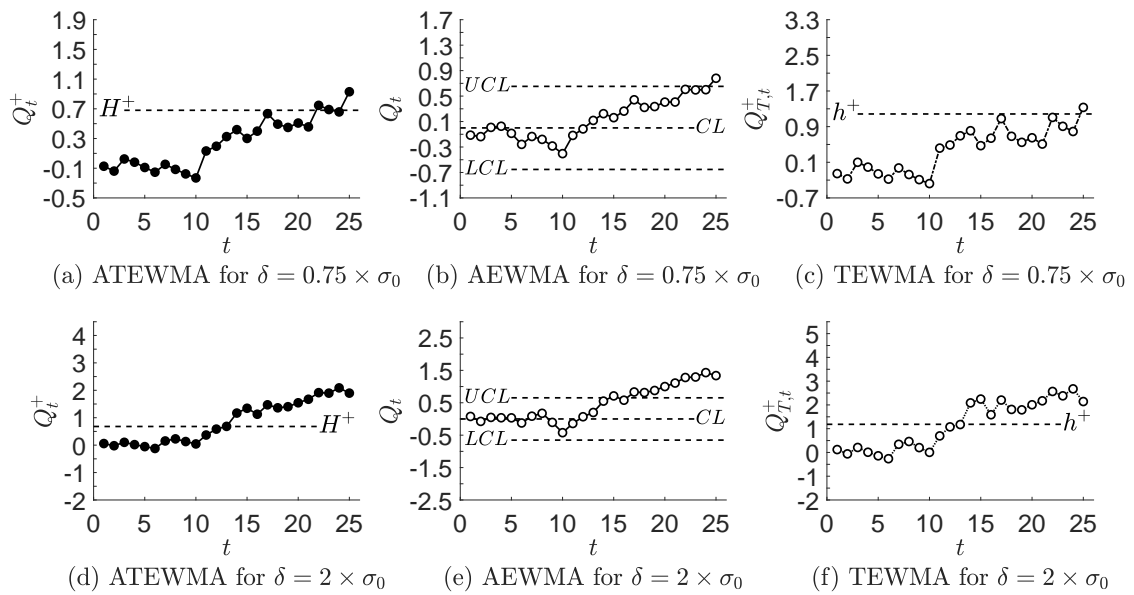 1.9
1.5
1.1
0.7
0.3
-0.1
-0.5
Q_t^+
H^+
0 5 10 15 20 25
t
(a) ATEWMA for δ = 0.75 × σ_0
1.7
1.3
0.9
0.5
0.1
-0.3
-0.7
-1.1
Q_t
UCL
CL
LCL
0 5 10 15 20 25
t
(b) AEWMA for δ = 0.75 × σ_0
3.3
2.5
1.7
0.9
0.1
-0.7
Q_{T,t}^+
h^+
0 5 10 15 20 25
t
(c) TEWMA for δ = 0.75 × σ_0
4
3
2
1
0
-1
-2
Q_t^+
H^+
0 5 10 15 20 25
t
(d) ATEWMA for δ = 2 × σ_0
2.5
1.5
0.5
-0.5
-1.5
-2.5
Q_t
UCL
CL
LCL
0 5 10 15 20 25
t
(e) AEWMA for δ = 2 × σ_0
5
4
3
2
1
0
-1
-2
Q_{T,t}^+
h^+
0 5 10 15 20 25
t
(f) TEWMA for δ = 2 × σ_0